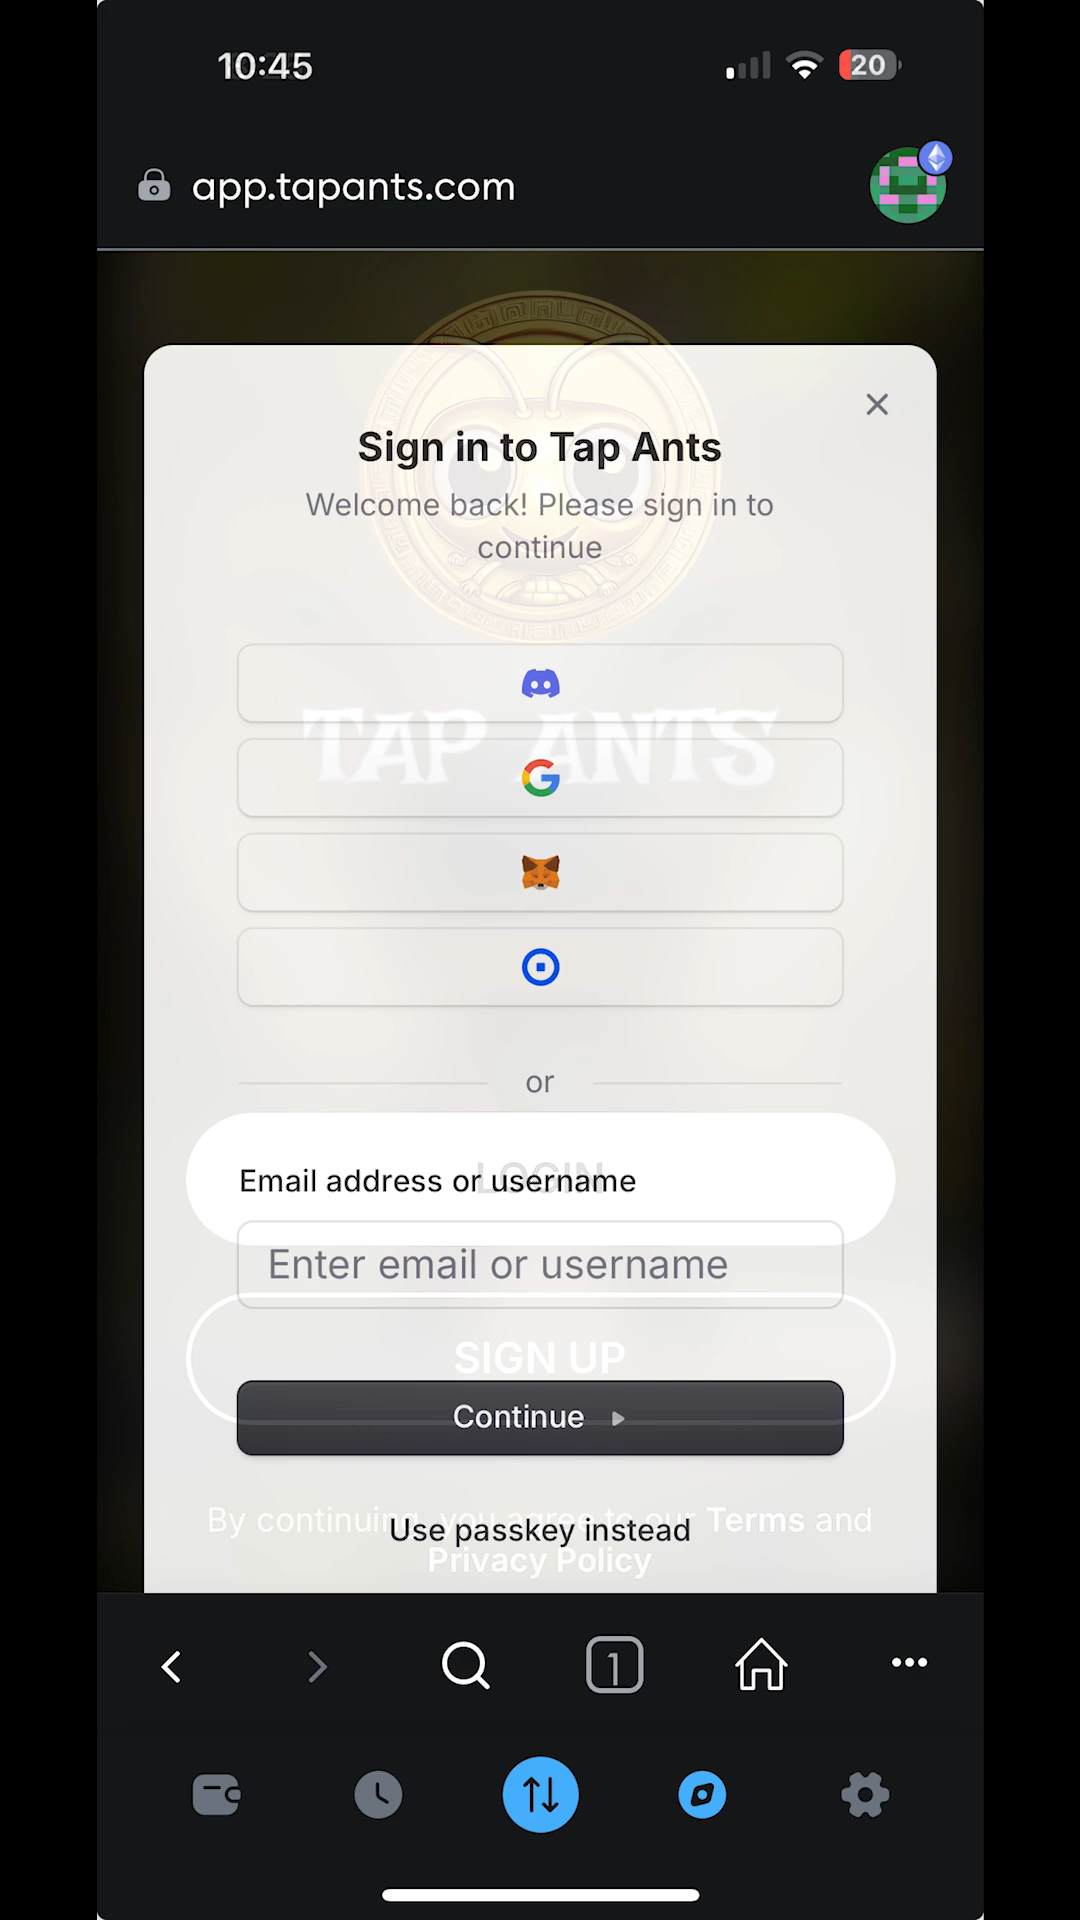 10:45
20
app.tapants.com
Sign in to Tap Ants
Welcome back! Please sign in to
continue
TAP ANTS
or
LOGIN
Email address or username
Enter email or username
SIGN UP
Continue
By continuing, you agree to our Terms and
Use passkey instead
Privacy Policy
1